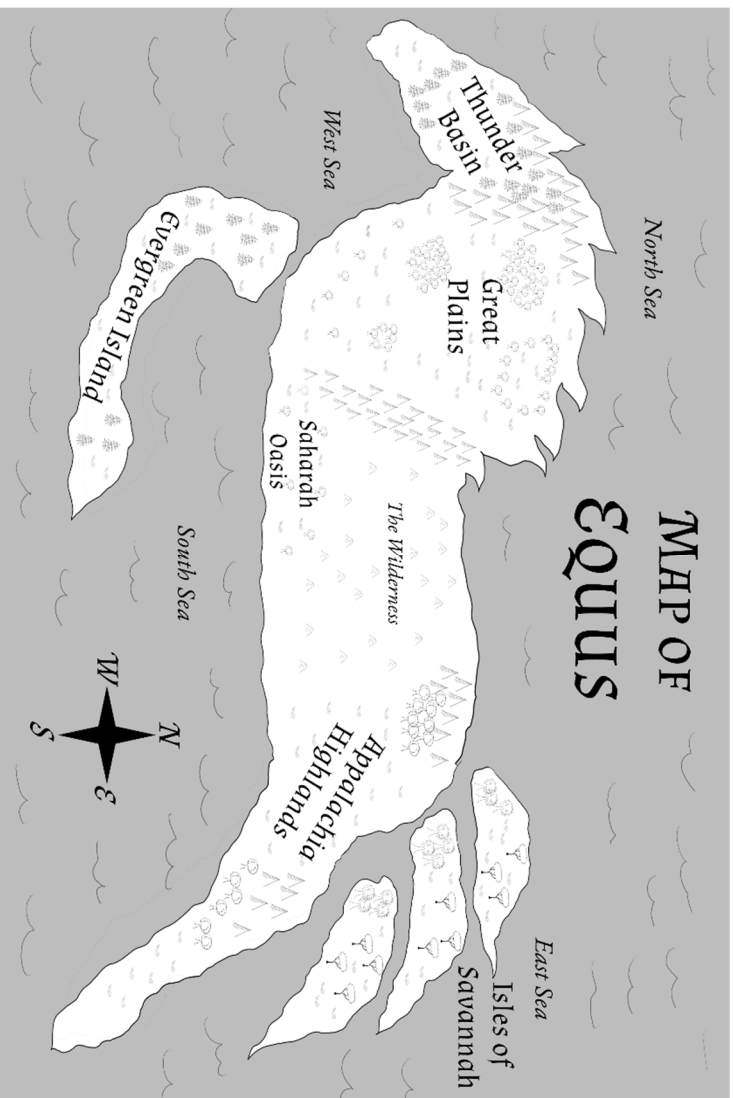 MAP OF
EQUUS
North Sea
Thunder
Basin
West Sea
Great
Plains
Evergreen Island
Saharah
Oasis
The Wilderness
South Sea
Appalachia
Highlands
East Sea
Isles of
Savannah
N
W
E
S